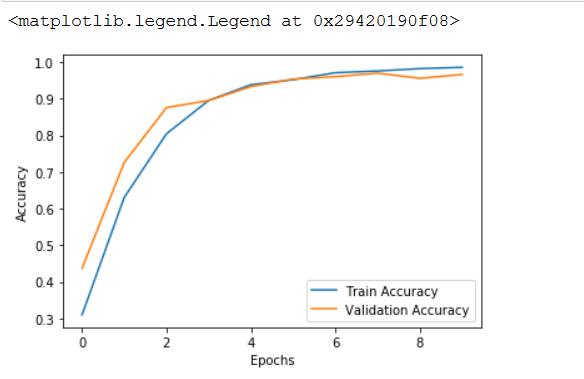 <matplotlib.legend.Legend at 0x29420190f08>
1.0
0.9
0.8
0.7
0.6
0.5
0.4
0.3
Accuracy
Train Accuracy
Validation Accuracy
0 2 4 6 8
Epochs